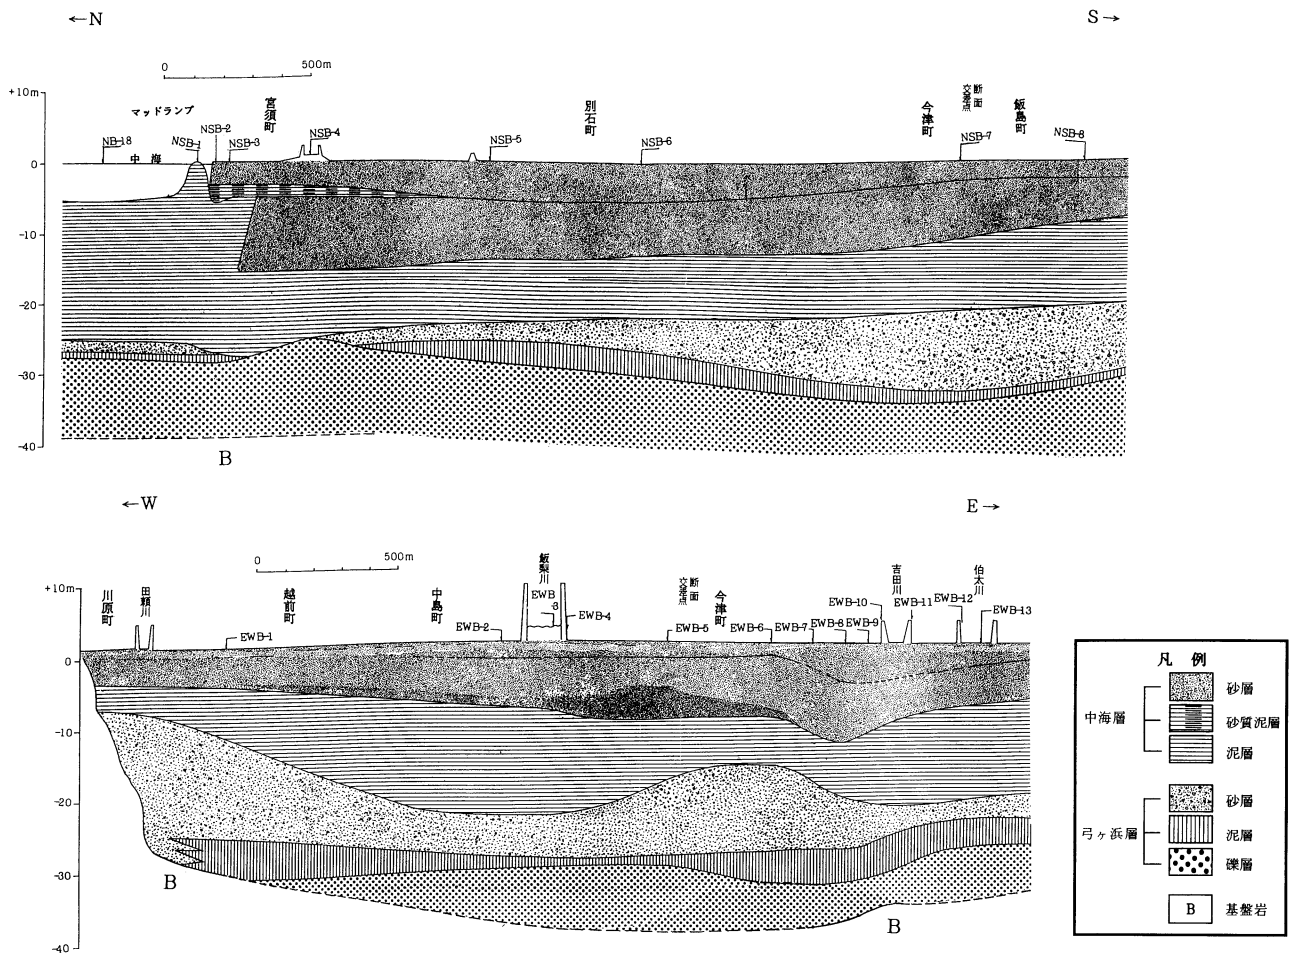 ←N
S→
0 500m
+10m
0
-10
-20
-30
-40
マッドランプ
NB-18
中海
NSB-1
NSB-2
NSB-3
宮須町
NSB-4
NSB-5
別石町
NSB-6
今津町
断面
交差点
NSB-7
飯島町
NSB-8
B
←W
E→
0 500m
+10m
0
-10
-20
-30
-40
川原町
田頼川
EWB-1
越前町
中島町
EWB-2
飯梨川
EWB
-3
EWB-4
断面
交差点
EWB-5
今津町
EWB-6
EWB-7
EWB-8
EWB-9
EWB-10
吉田川
EWB-11
EWB-12
伯太川
EWB-13
B
B
凡例
中海層
砂層
砂質泥層
泥層
弓ヶ浜層
砂層
泥層
礫層
B 基盤岩